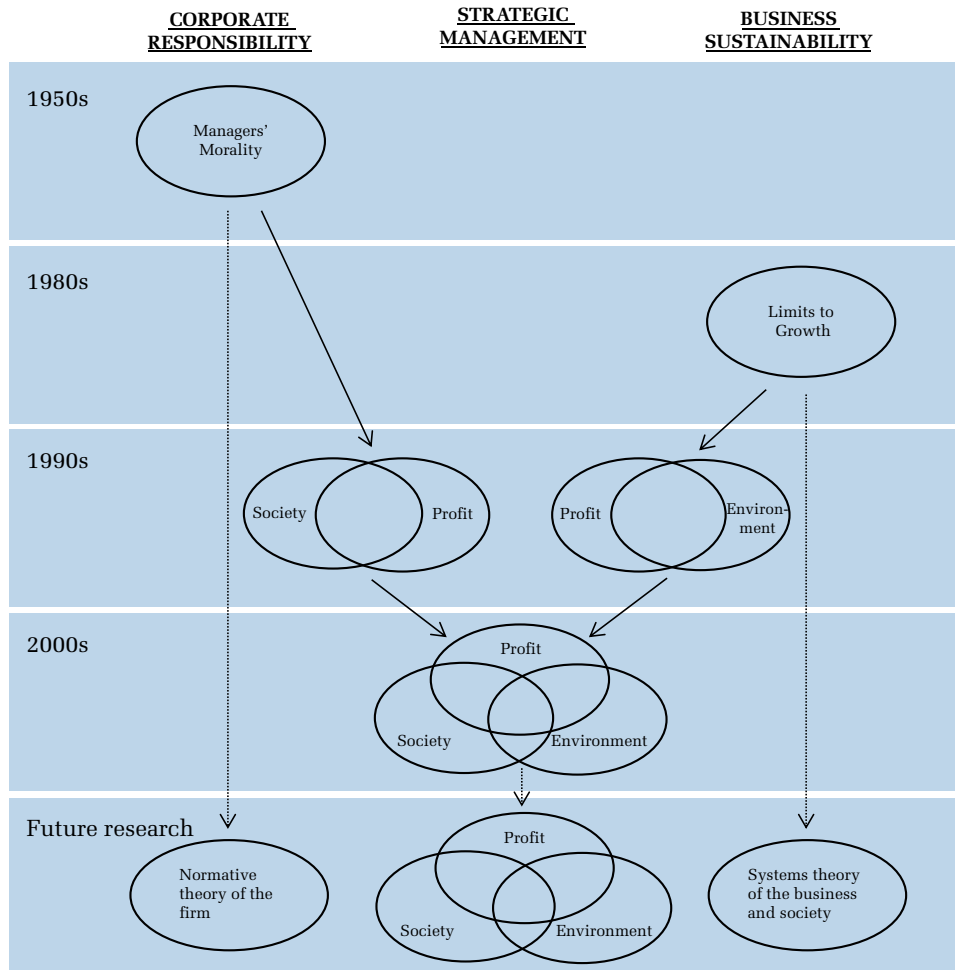 CORPORATE
RESPONSIBILITY
STRATEGIC
MANAGEMENT
BUSINESS
SUSTAINABILITY
1950s
Managers’
Morality
1980s
Limits to
Growth
1990s
Society
Profit
Profit
Environ-
ment
2000s
Profit
Society
Environment
Future research
Normative
theory of the
firm
Profit
Society
Environment
Systems theory
of the business
and society